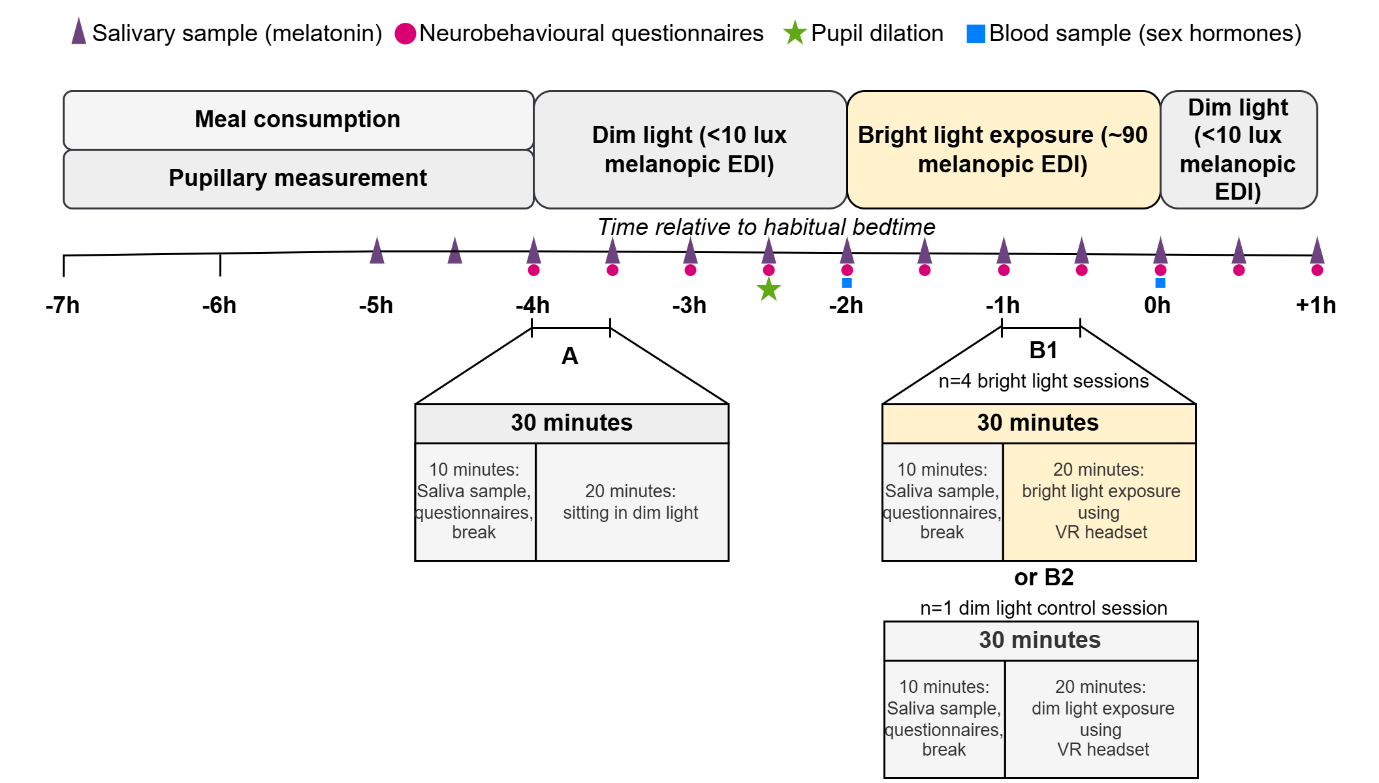 Salivary sample (melatonin) Neurobehavioural questionnaires Pupil dilation Blood sample (sex hormones)
Meal consumption
Pupillary measurement
Dim light (<10 lux
melanopic EDI)
Bright light exposure (~90
melanopic EDI)
Dim light
(<10 lux
melanopic
EDI)
Time relative to habitual bedtime
-7h -6h -5h -4h -3h -2h -1h 0h +1h
A
30 minutes
10 minutes:
Saliva sample,
questionnaires,
break
20 minutes:
sitting in dim light
B1
n=4 bright light sessions
30 minutes
10 minutes:
Saliva sample,
questionnaires,
break
20 minutes:
bright light exposure
using
VR headset
or B2
n=1 dim light control session
30 minutes
10 minutes:
Saliva sample,
questionnaires,
break
20 minutes:
dim light exposure
using
VR headset